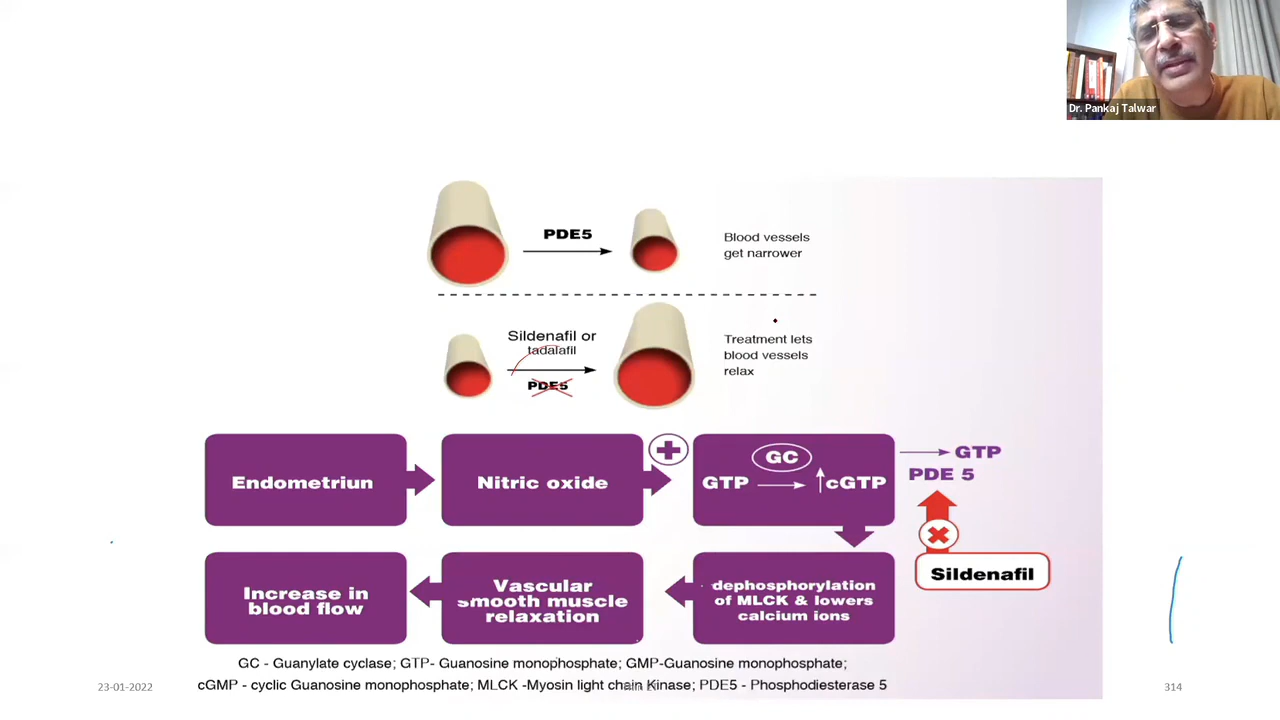 Dr. Pankaj Talwar
PDE5
Blood vessels
get narrower
Sildenafil or
tadalafil
PDE5
Treatment lets
blood vessels
relax
Endometriun
Nitric oxide
GC
GTP
cGTP
GTP
PDE 5
Sildenafil
Increase in
blood flow
Vascular
smooth muscle
relaxation
dephosphorylation
of MLCK & lowers
calcium ions
GC - Guanylate cyclase; GTP- Guanosine monophosphate; GMP-Guanosine monophosphate;
cGMP - cyclic Guanosine monophosphate; MLCK -Myosin light chain Kinase; PDE5 - Phosphodiesterase 5
23-01-2022
314